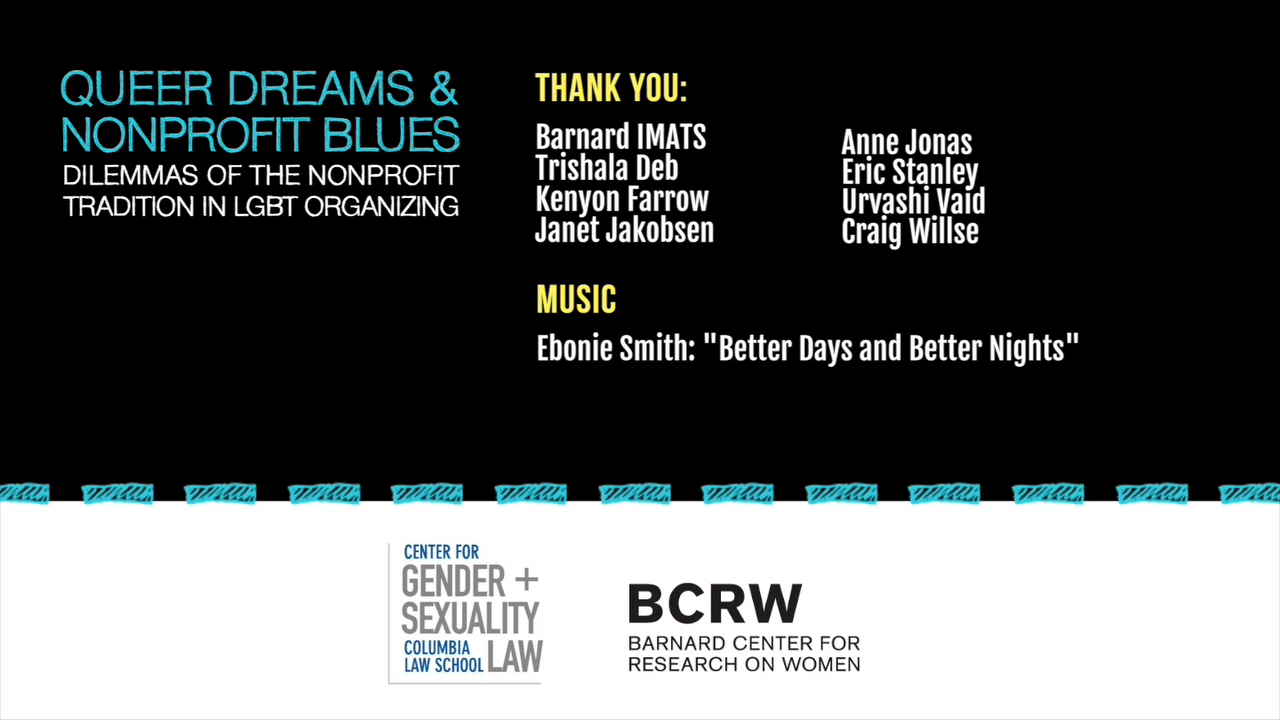 QUEER DREAMS &
NONPROFIT BLUES
DILEMMAS OF THE NONPROFIT
TRADITION IN LGBT ORGANIZING
THANK YOU:
Barnard IMATS
Trishala Deb
Kenyon Farrow
Janet Jakobsen
Anne Jonas
Eric Stanley
Urvashi Vaid
Craig Willse
MUSIC
Ebonie Smith: "Better Days and Better Nights"
CENTER FOR
GENDER +
SEXUALITY
COLUMBIA
LAW SCHOOL LAW
BCRW
BARNARD CENTER FOR
RESEARCH ON WOMEN